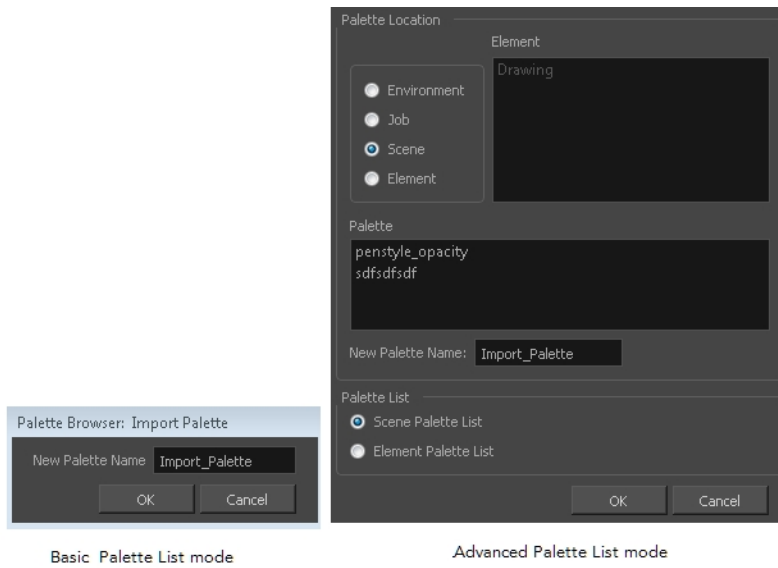 Palette Location
Element
Drawing
Environment
Job
Scene
Element
Palette
penstyle_opacity
sdfsdfsdf
New Palette Name: Import_Palette
Palette List
Scene Palette List
Element Palette List
OK Cancel
Advanced Palette List mode
Palette Browser: Import Palette
New Palette Name Import_Palette
OK Cancel
Basic Palette List mode